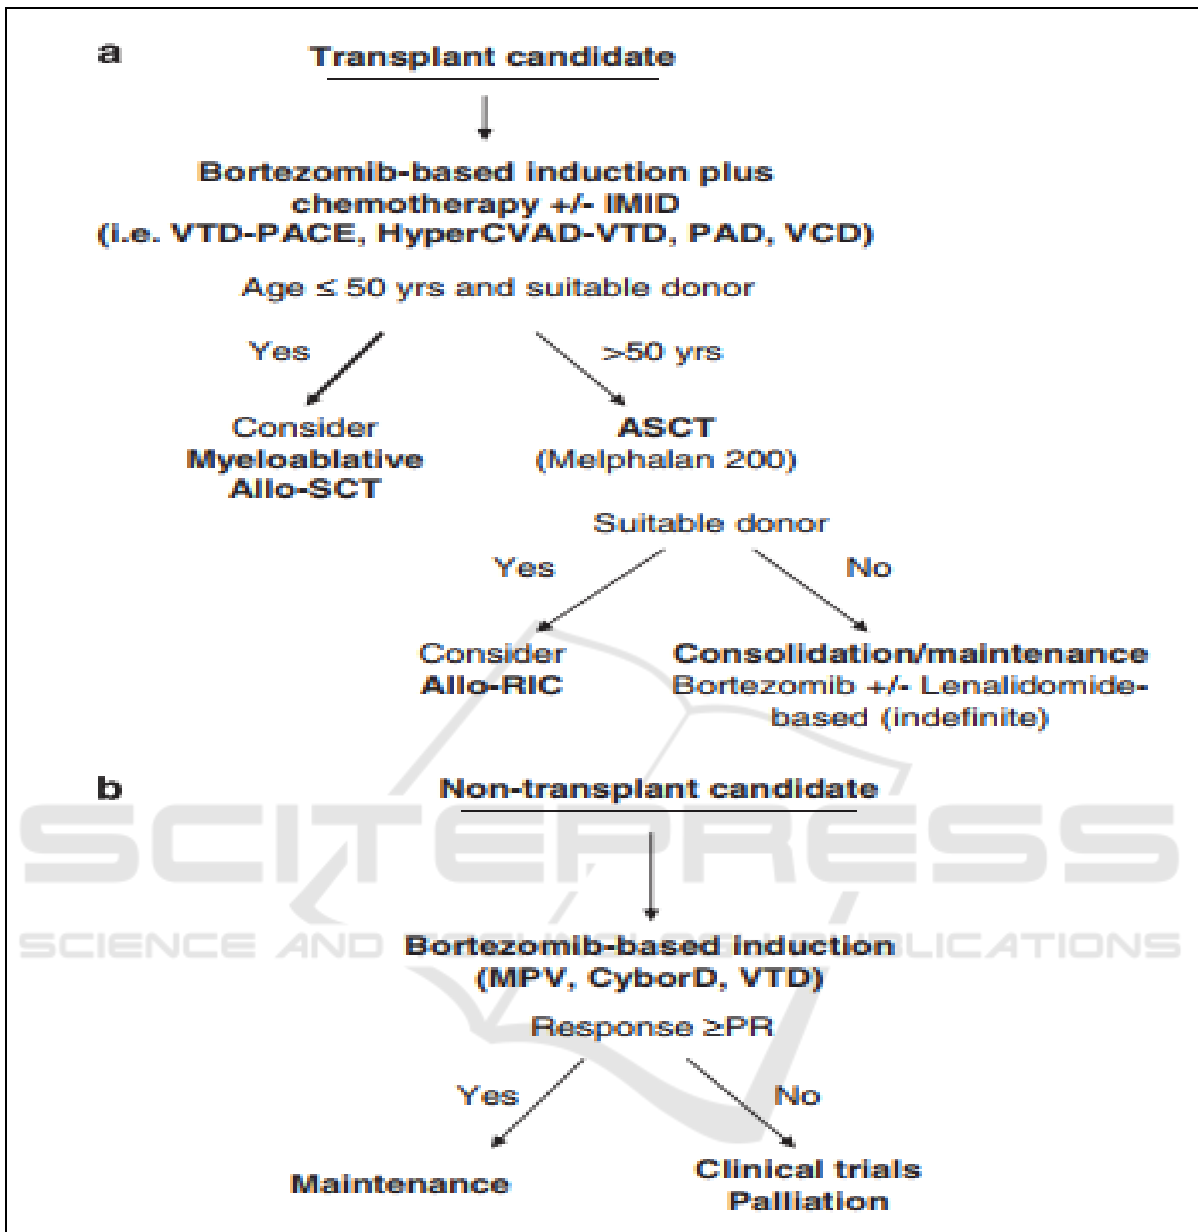 a
Transplant candidate
Bortezomib-based induction plus
chemotherapy +/- IMID
(i.e. VTD-PACE, HyperCVAD-VTD, PAD, VCD)
Age ≤ 50 yrs and suitable donor
Yes
>50 yrs
Consider
Myeloablative
Allo-SCT
ASCT
(Melphalan 200)
Suitable donor
Yes
No
Consider
Allo-RIC
Consolidation/maintenance
Bortezomib +/- Lenalidomide-
based (indefinite)
b
Non-transplant candidate
SCITEPRESS
SCIENCE AND TECHNOLOGY PUBLICATIONS
Bortezomib-based induction
(MPV, CyborD, VTD)
Response ≥PR
Yes
No
Maintenance
Clinical trials
Palliation